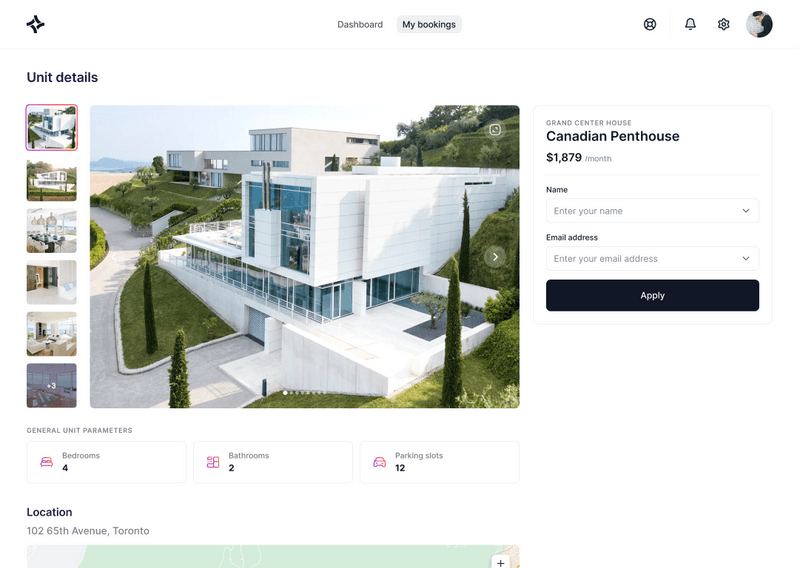 Dashboard
My bookings
Unit details
+3
GRAND CENTER HOUSE
Canadian Penthouse
$1,879 /month
Name
Enter your name
Email address
Enter your email address
Apply
GENERAL UNIT PARAMETERS
Bedrooms
4
Bathrooms
2
Parking slots
12
Location
102 65th Avenue, Toronto
+